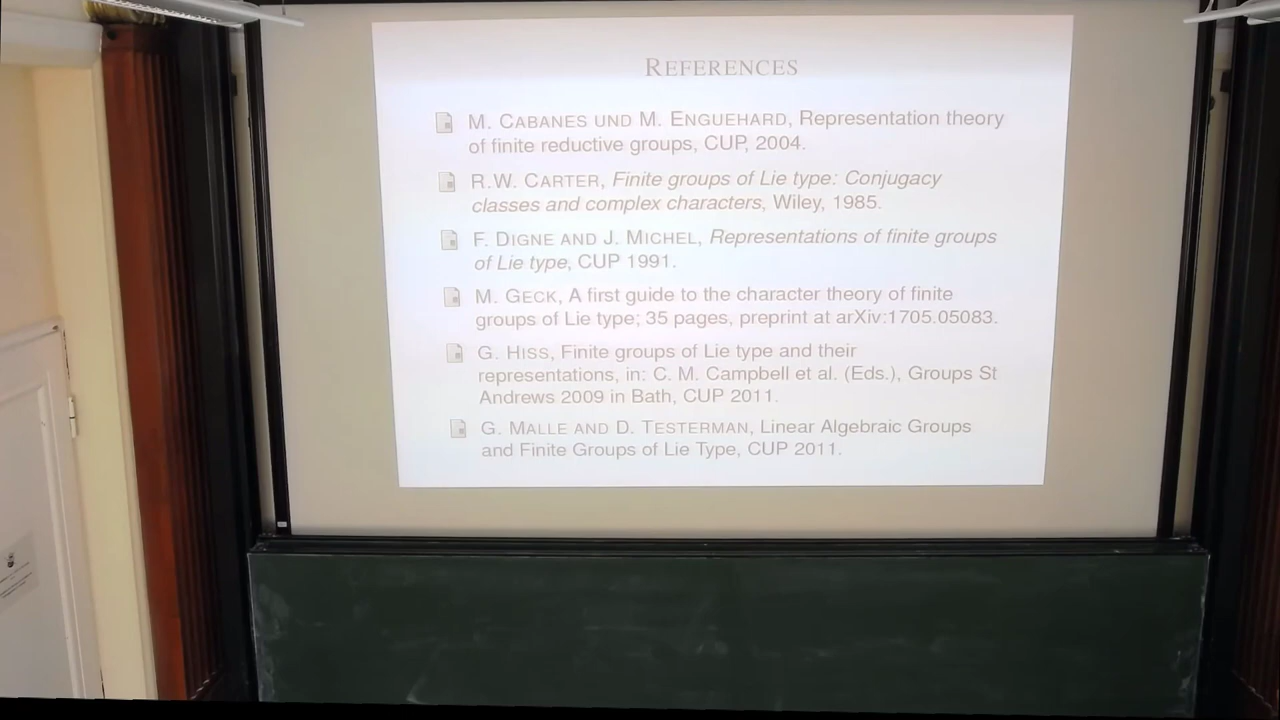 REFERENCES
M. CABANES UND M. ENGUEHARD, Representation theory
of finite reductive groups, CUP, 2004.
R.W. CARTER, Finite groups of Lie type: Conjugacy
classes and complex characters, Wiley, 1985.
F. DIGNE AND J. MICHEL, Representations of finite groups
of Lie type, CUP 1991.
M. GECK, A first guide to the character theory of finite
groups of Lie type; 35 pages, preprint at arXiv:1705.05083.
G. HISS, Finite groups of Lie type and their
representations, in: C. M. Campbell et al. (Eds.), Groups St
Andrews 2009 in Bath, CUP 2011.
G. MALLE AND D. TESTERMAN, Linear Algebraic Groups
and Finite Groups of Lie Type, CUP 2011.